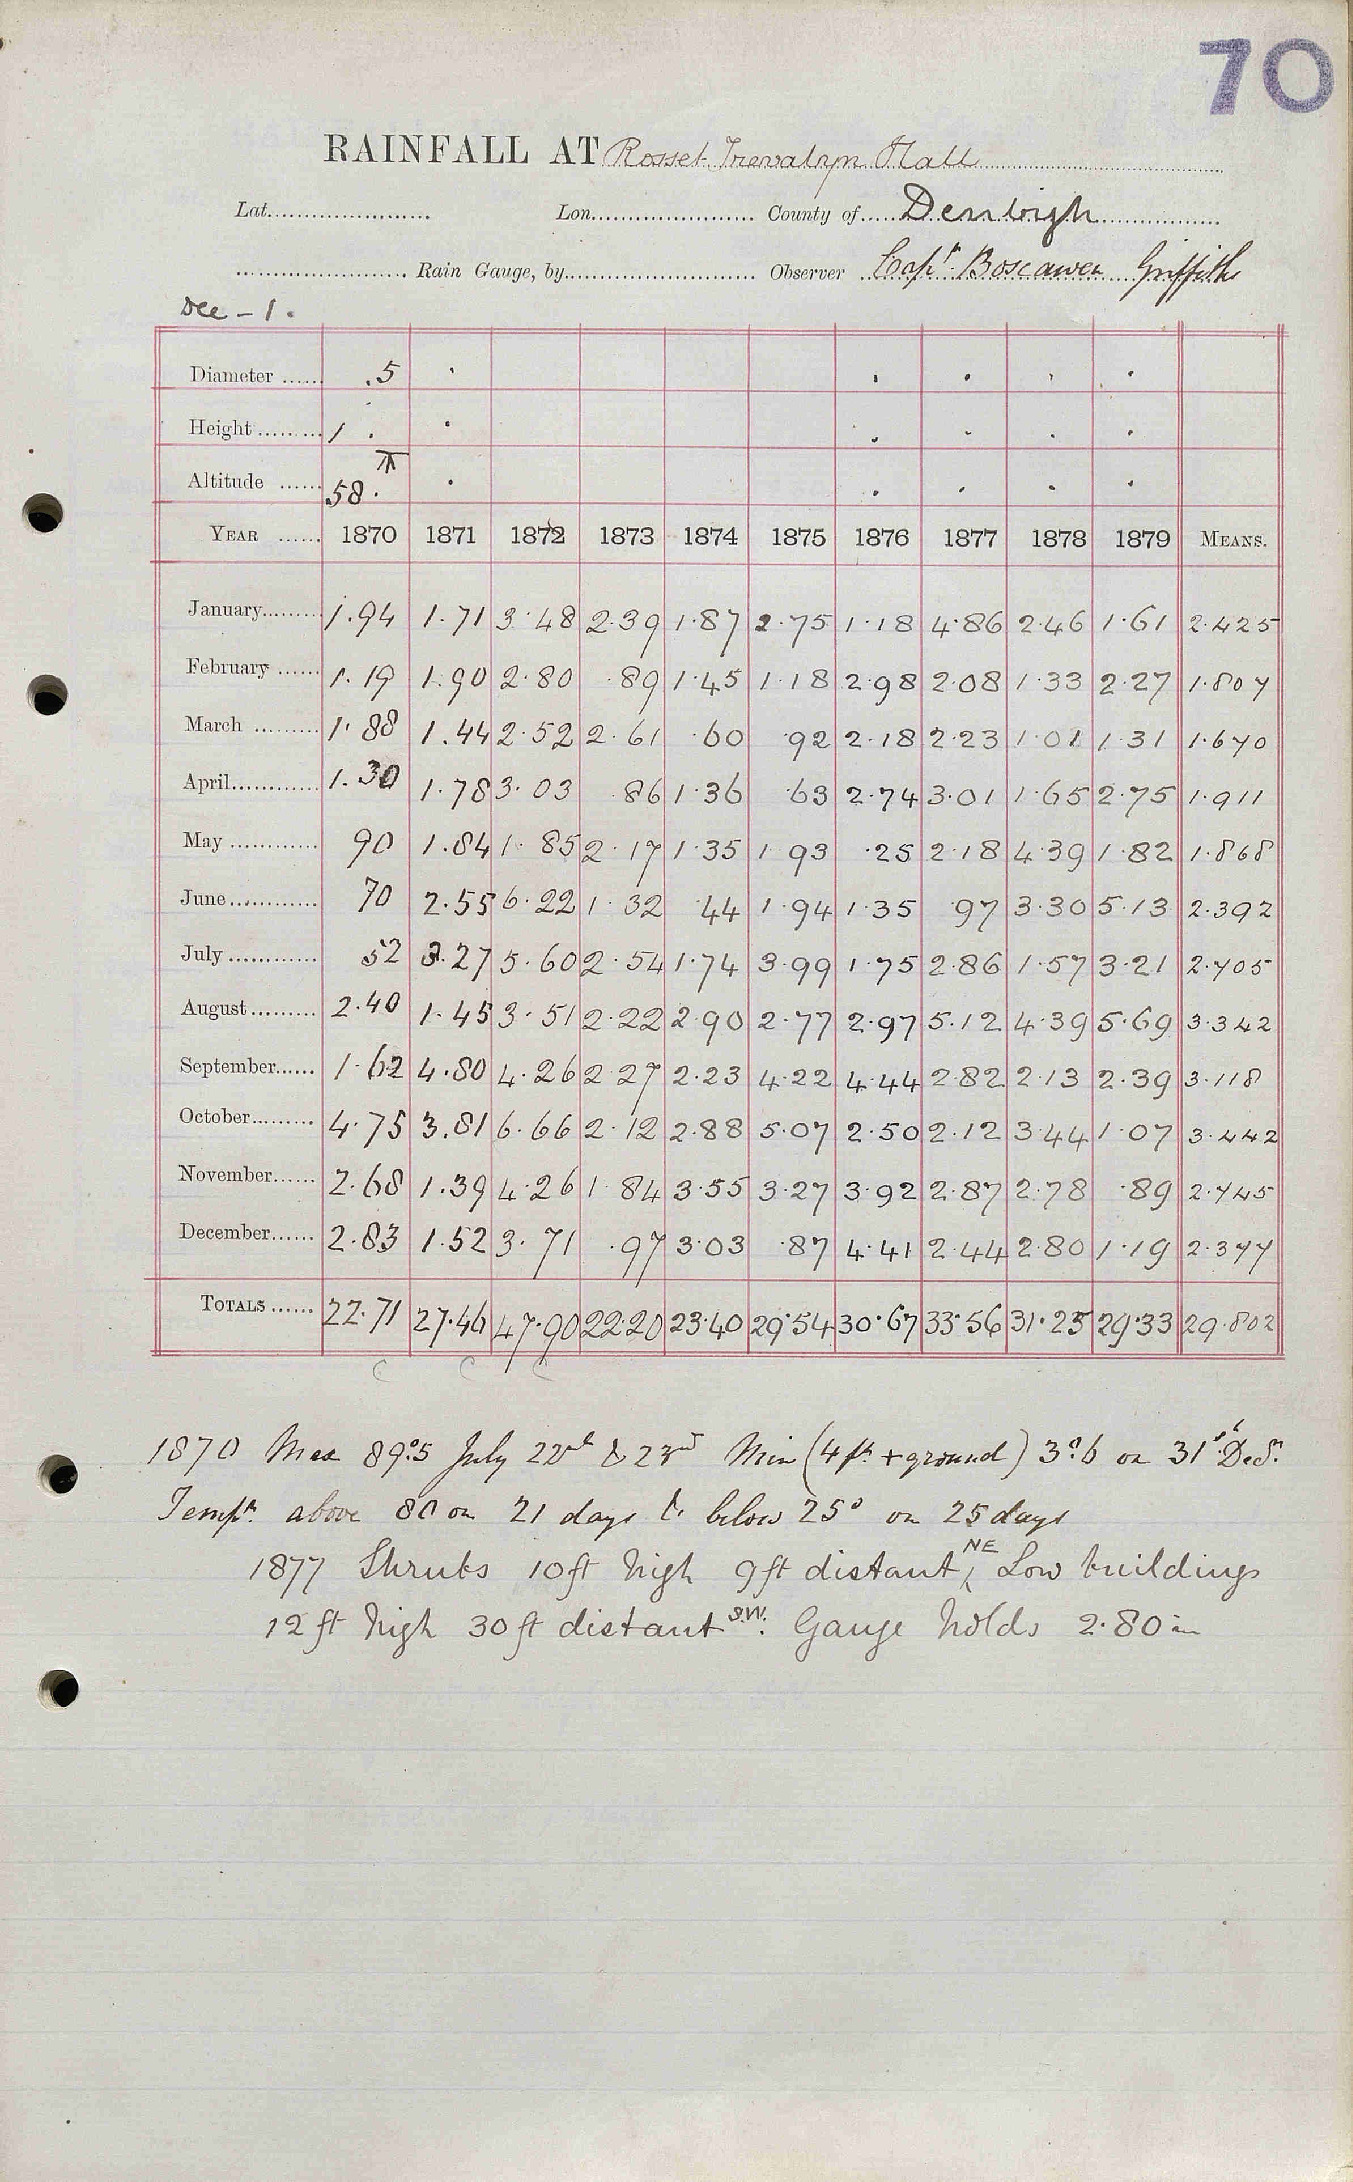 70
RAINFALL AT Rosset Trevalyn Hall
Lat. Lon. County of Denbigh
Rain Gauge, by Observer Capt. Boscawen Griffith
Dec - 1.
Diameter .5
Height 1 .
Altitude 58.
YEAR 1870 1871 1872 1873 1874 1875 1876 1877 1878 1879 MEANS.
January 1.94 1.71 3.48 2.39 1.87 2.75 1.18 4.86 2.46 1.61 2.425
February 1.19 1.90 2.80 .89 1.45 1.18 2.98 2.08 1.33 2.27 1.807
March 1.88 1.44 2.52 2.61 .60 .92 2.18 2.23 1.01 1.31 1.670
April 1.30 1.78 3.03 .86 1.36 .63 2.74 3.01 1.65 2.75 1.911
May 90 1.84 1.85 2.17 1.35 1.93 .25 2.18 4.39 1.82 1.868
June 70 2.55 6.22 1.32 .44 1.94 1.35 .97 3.30 5.13 2.392
July 52 3.27 5.60 2.54 1.74 3.99 1.75 2.86 1.57 3.21 2.705
August 2.40 1.45 3.51 2.22 2.90 2.77 2.97 5.12 4.39 5.69 3.342
September 1.62 4.80 4.26 2.27 2.23 4.22 4.44 2.82 2.13 2.39 3.118
October 4.75 3.81 6.66 2.12 2.88 5.07 2.50 2.12 3.44 1.07 3.442
November 2.68 1.39 4.26 1.84 3.55 3.27 3.92 2.87 2.78 .89 2.745
December 2.83 1.52 3.71 .97 3.03 .87 4.41 2.44 2.80 1.19 2.377
TOTALS 22.71 27.46 47.90 22.20 23.40 29.54 30.67 33.56 31.25 29.33 29.802
1870 Max 89°.5 July 22nd & 23rd Min (4ft + ground) 3°.6 on 31st Decr.
Tempr. above 80 on 21 days & below 25° on 25 days
1877 Shrubs 10ft high 9ft distant NE, Low buildings
12ft high 30ft distant S.W. Gauge holds 2.80 in